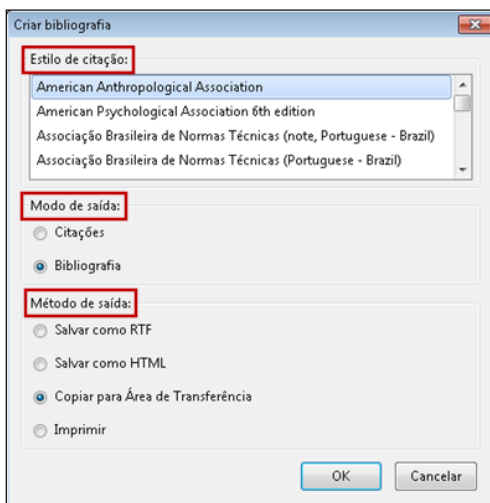 Criar bibliografia
Estilo de citação:
American Anthropological Association
American Psychological Association 6th edition
Associação Brasileira de Normas Técnicas (note, Portuguese - Brazil)
Associação Brasileira de Normas Técnicas (Portuguese - Brazil)
Modo de saída:
Citações
Bibliografia
Método de saída:
Salvar como RTF
Salvar como HTML
Copiar para Área de Transferência
Imprimir
OK Cancelar